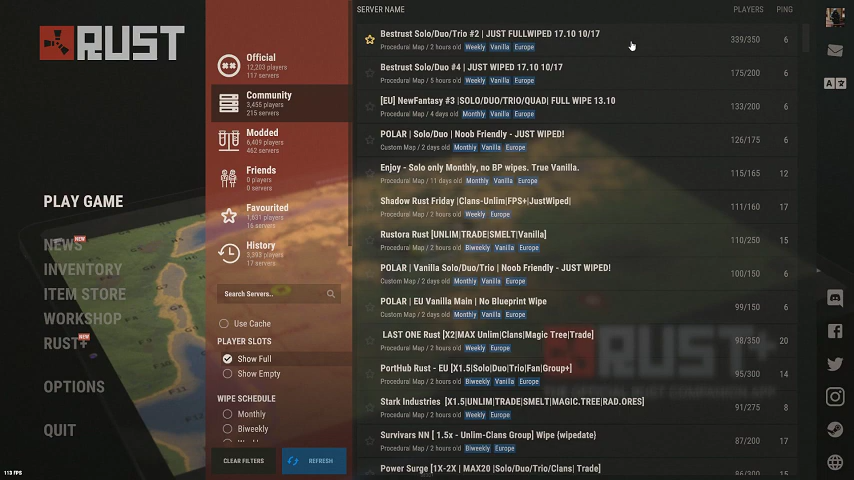 RUST
PLAY GAME
NEWS NEW
INVENTORY
ITEM STORE
WORKSHOP
RUST+ NEW
OPTIONS
QUIT
113 FPS
Official
12,203 players
117 servers
Community
3,455 players
215 servers
Modded
6,409 players
462 servers
Friends
0 players
0 servers
Favourited
1,631 players
16 servers
History
3,393 players
17 servers
Search Servers..
Use Cache
PLAYER SLOTS
Show Full
Show Empty
WIPE SCHEDULE
Monthly
Biweekly
CLEAR FILTERS
REFRESH
SERVER NAME PLAYERS PING
Bestrust Solo/Duo/Trio #2 | JUST FULLWIPED 17.10 10/17 339/350 6
Procedural Map / 2 hours old Weekly Vanilla Europe
Bestrust Solo/Duo #4 | JUST WIPED 17.10 10/17 175/200 6
Procedural Map / 5 hours old Weekly Vanilla Europe
[EU] NewFantasy #3 |SOLO/DUO/TRIO/QUAD| FULL WIPE 13.10 133/200 6
Procedural Map / 4 days old Monthly Vanilla Europe
POLAR | Solo/Duo | Noob Friendly - JUST WIPED! 126/175 6
Custom Map / 2 days old Monthly Vanilla Europe
Enjoy - Solo only Monthly, no BP wipes. True Vanilla. 115/165 12
Procedural Map / 11 days old Monthly Vanilla Europe
Shadow Rust Friday |Clans-Unlim|FPS+|JustWiped| 111/160 17
Procedural Map / 2 hours old Weekly Europe
Rustora Rust [UNLIM|TRADE|SMELT|Vanilla] 110/250 15
Procedural Map / 2 hours old Biweekly Vanilla Europe
POLAR | Vanilla Solo/Duo/Trio | Noob Friendly - JUST WIPED! 100/150 6
Custom Map / 2 days old Monthly Vanilla Europe
POLAR | EU Vanilla Main | No Blueprint Wipe 99/150 6
Custom Map / 2 days old Monthly Vanilla Europe
LAST ONE Rust [X2|MAX Unlim|Clans|Magic Tree|Trade] 98/350 20
Procedural Map / 2 hours old Weekly Europe
PortHub Rust - EU [X1.5|Solo|Duo|Trio|Fan|Group+] 95/300 14
Procedural Map / 2 hours old Biweekly Vanilla Europe
Stark Industries [X1.5|UNLIM|TRADE|SMELT|MAGIC.TREE|RAD.ORES] 91/275 8
Procedural Map / 2 hours old Weekly Europe
Survivars NN [ 1.5x - Unlim-Clans Group] Wipe {wipedate} 87/200 17
Procedural Map / 2 hours old Biweekly Europe
Power Surge [1X-2X | MAX20 |Solo/Duo/Trio/Clans| Trade] 86/300 15
RUST+